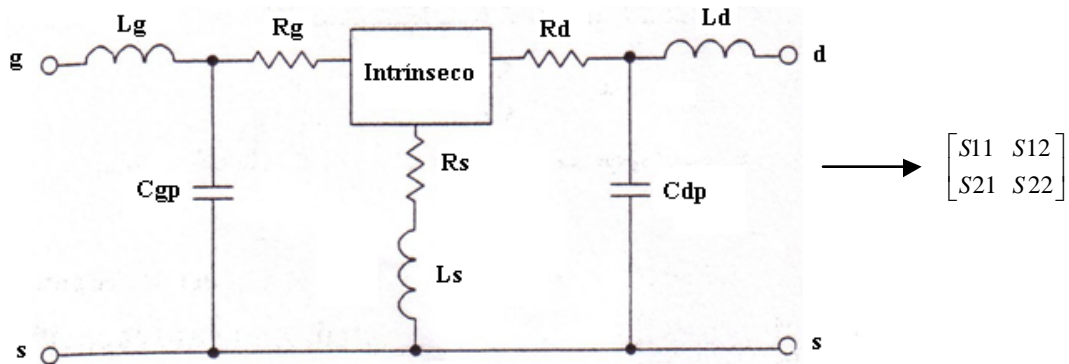 Lg
Rg
Rd
Ld
g
Intrínseco
d
Rs
Cgp
Cdp
S11 S12
S21 S22
Ls
s
s